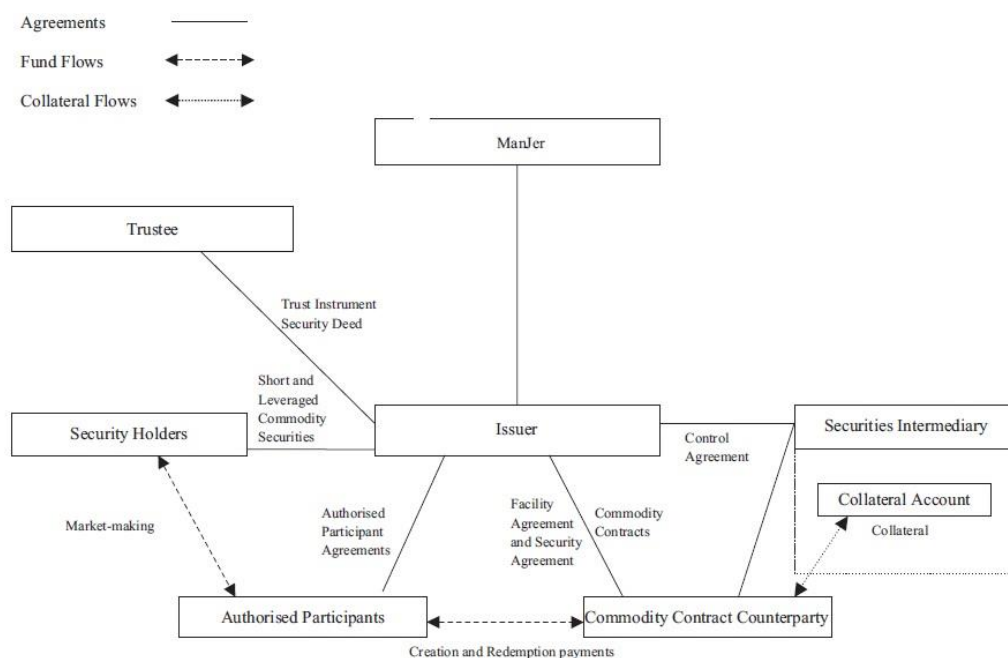 Agreements
Fund Flows
Collateral Flows
ManJer
Trustee
Trust Instrument
Security Deed
Short and
Leveraged
Commodity
Securities
Security Holders
Issuer
Securities Intermediary
Control
Agreement
Collateral Account
Collateral
Market-making
Authorised
Participant
Agreements
Facility
Agreement
and Security
Agreement
Commodity
Contracts
Authorised Participants
Commodity Contract Counterparty
Creation and Redemption payments